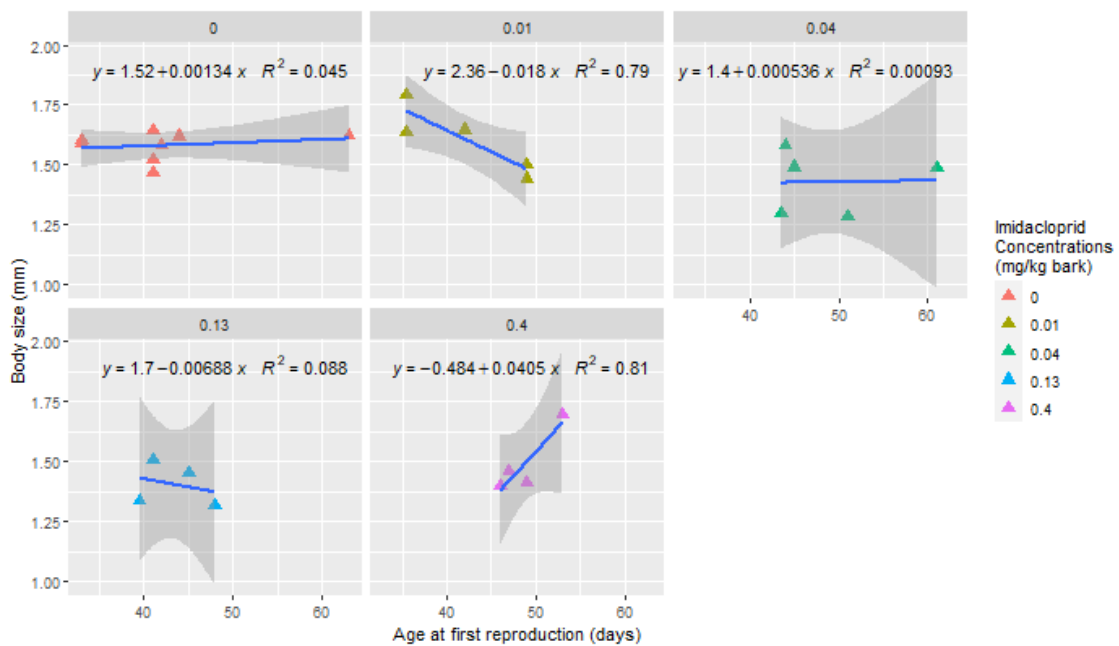 0
0.01
0.04
2.00
1.75
1.50
1.25
1.00
y = 1.52 + 0.00134 x   R² = 0.045
y = 2.36 − 0.018 x   R² = 0.79
y = 1.4 + 0.000536 x   R² = 0.00093
40
50
60
0.13
0.4
2.00
1.75
1.50
1.25
1.00
y = 1.7 − 0.00688 x   R² = 0.088
y = −0.484 + 0.0405 x   R² = 0.81
40
50
60
40
50
60
Body size (mm)
Age at first reproduction (days)
Imidacloprid
Concentrations
(mg/kg bark)
0
0.01
0.04
0.13
0.4